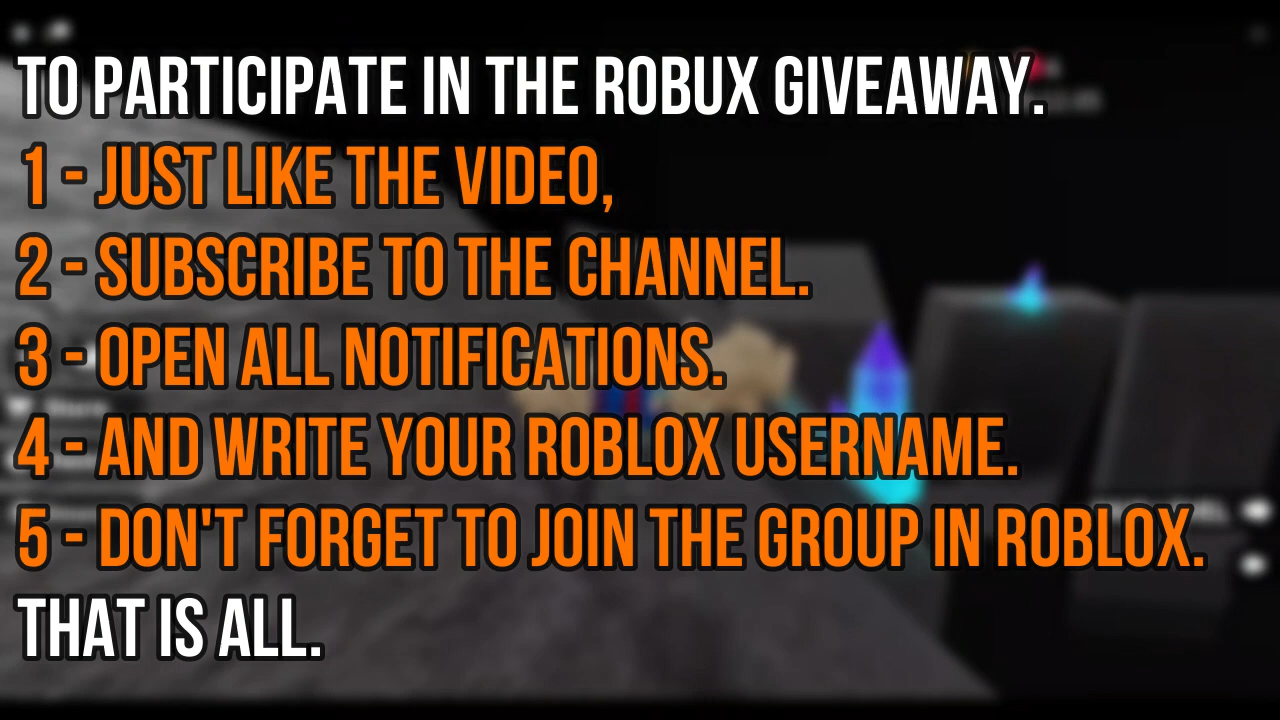 TO PARTICIPATE IN THE ROBUX GIVEAWAY.
1 - JUST LIKE THE VIDEO,
2 - SUBSCRIBE TO THE CHANNEL.
3 - OPEN ALL NOTIFICATIONS.
4 - AND WRITE YOUR ROBLOX USERNAME.
5 - DON'T FORGET TO JOIN THE GROUP IN ROBLOX.
THAT IS ALL.